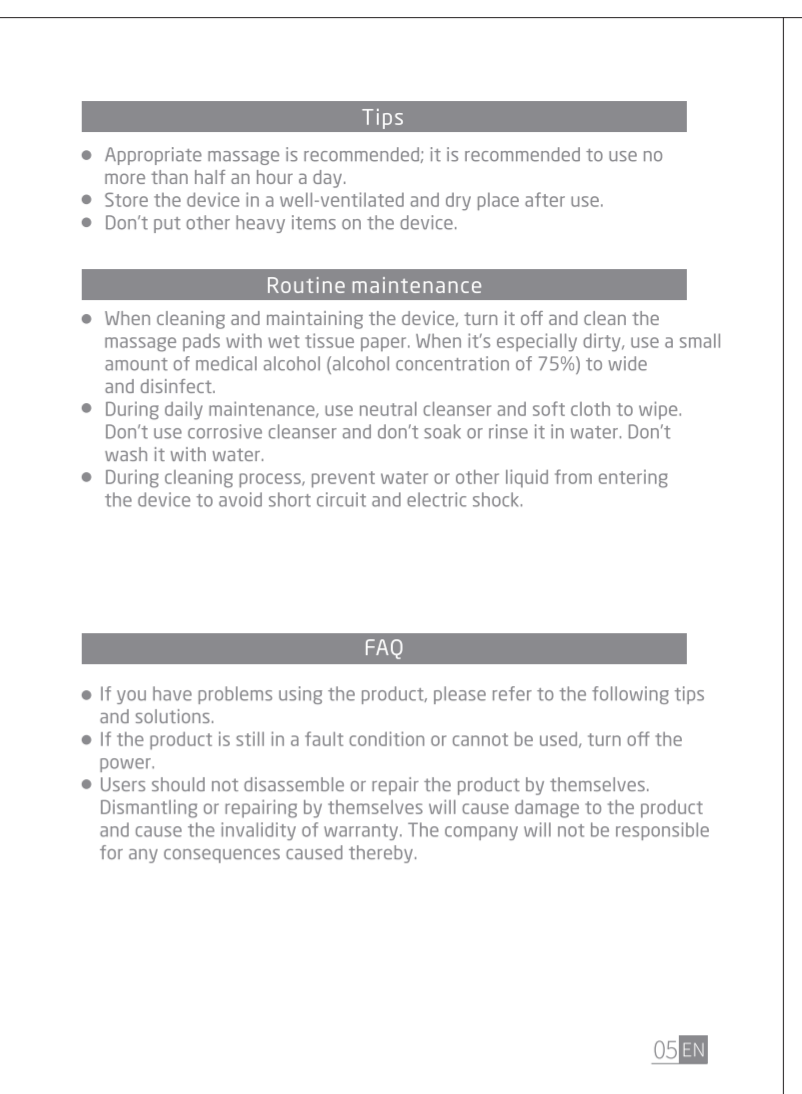 Tips
● Appropriate massage is recommended; it is recommended to use no
more than half an hour a day.
● Store the device in a well-ventilated and dry place after use.
● Don't put other heavy items on the device.
Routine maintenance
● When cleaning and maintaining the device, turn it off and clean the
massage pads with wet tissue paper. When it's especially dirty, use a small
amount of medical alcohol (alcohol concentration of 75%) to wide
and disinfect.
● During daily maintenance, use neutral cleanser and soft cloth to wipe.
Don't use corrosive cleanser and don't soak or rinse it in water. Don't
wash it with water.
● During cleaning process, prevent water or other liquid from entering
the device to avoid short circuit and electric shock.
FAQ
● If you have problems using the product, please refer to the following tips
and solutions.
● If the product is still in a fault condition or cannot be used, turn off the
power.
● Users should not disassemble or repair the product by themselves.
Dismantling or repairing by themselves will cause damage to the product
and cause the invalidity of warranty. The company will not be responsible
for any consequences caused thereby.
05 EN